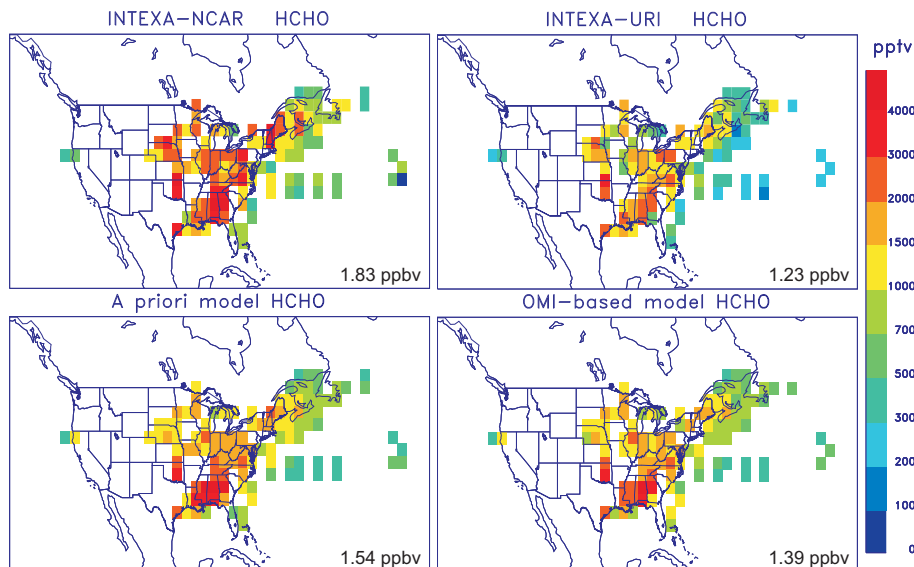 INTEXA-NCAR HCHO
INTEXA-URI HCHO
pptv
1.83 ppbv
1.23 ppbv
A priori model HCHO
OMI-based model HCHO
1.54 ppbv
1.39 ppbv
4000
3000
2000
1500
1000
2000
500
300
200
100
0